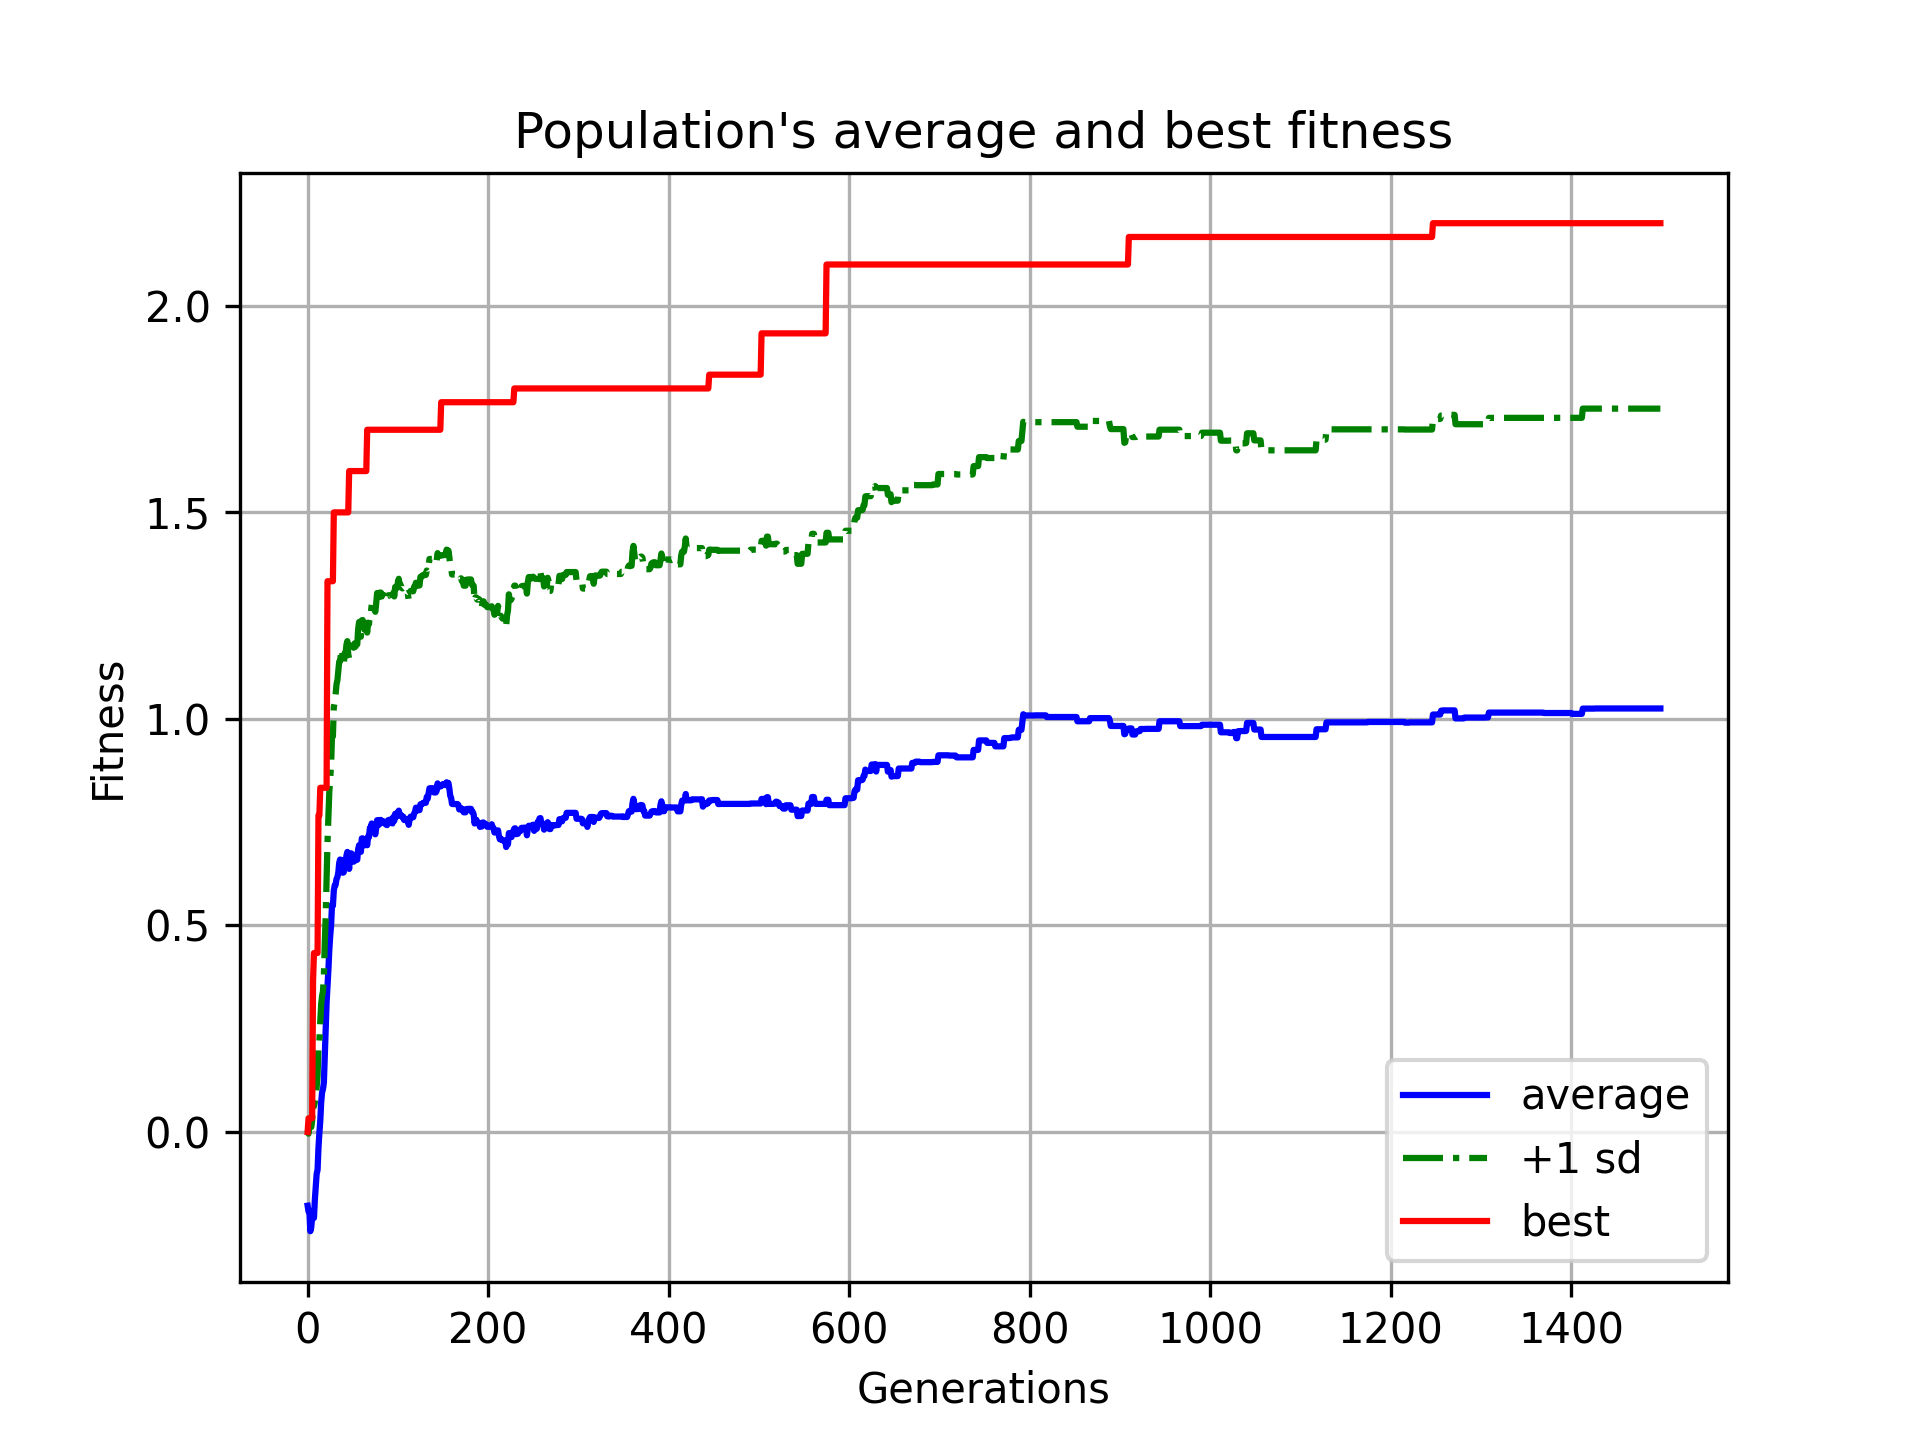 Population's average and best fitness
Fitness
2.0
1.5
1.0
0.5
0.0
0 200 400 600 800 1000 1200 1400
Generations
average
+1 sd
best